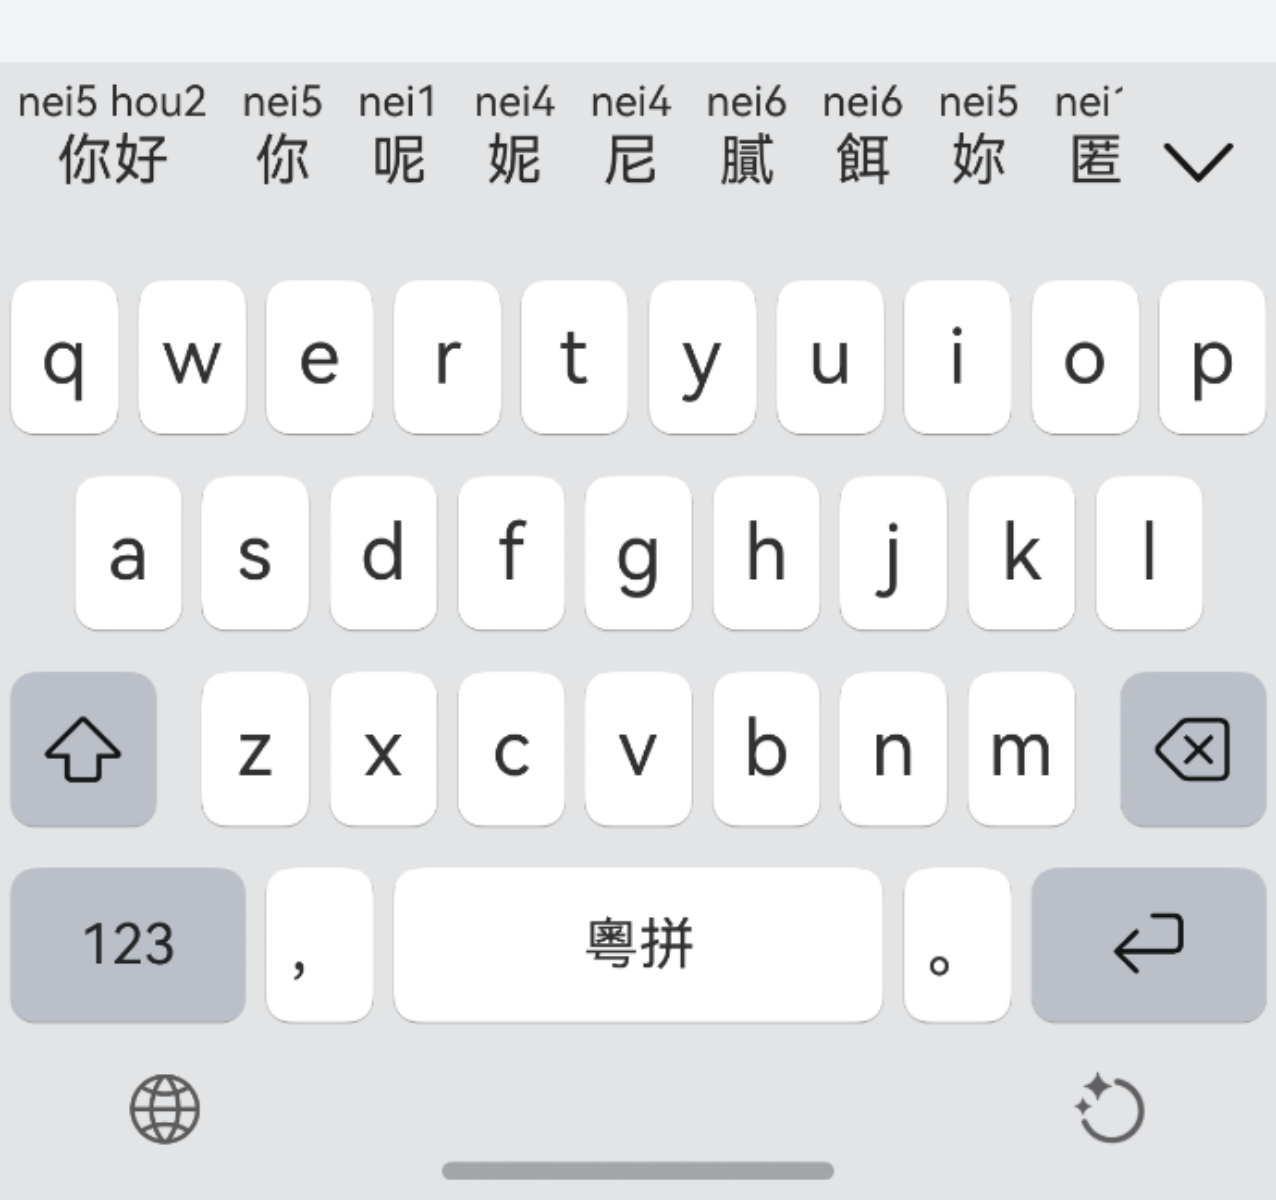 nei5 hou2 nei5 nei1 nei4 nei4 nei6 nei6 nei5 nei
你好 你 呢 妮 尼 膩 餌 妳 匿
q w e r t y u i o p
a s d f g h j k l
z x c v b n m
123 , 粵拼 。